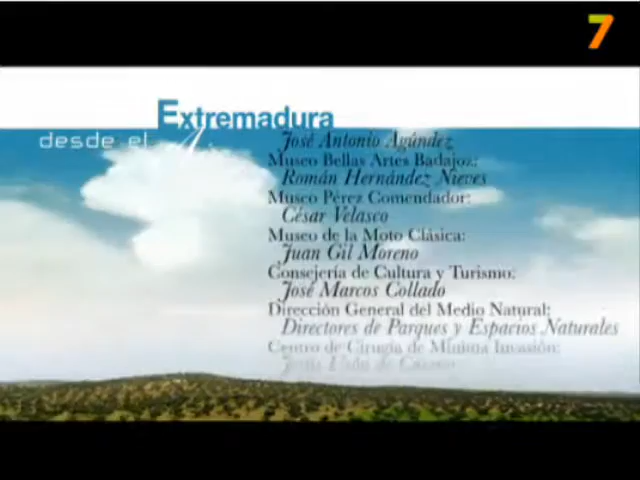 7
Extremadura
desde el
José Antonio Agúndez
Museo Bellas Artes Badajoz:
Román Hernández Nieves
Museo Pérez Comendador:
César Velasco
Museo de la Moto Clásica:
Juan Gil Moreno
Consejería de Cultura y Turismo:
José Marcos Collado
Dirección General del Medio Natural:
Directores de Parques y Espacios Naturales
Centro de Cirugía de Mínima Invasión: